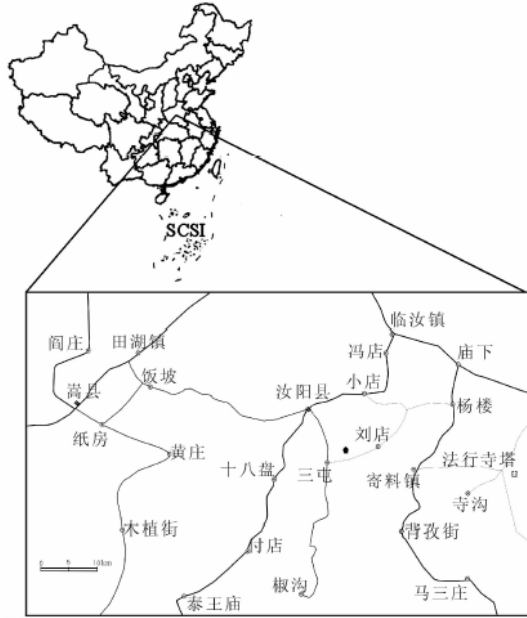 SCSI
临汝镇
阎庄
田湖镇
冯店
庙下
饭坡
小店
嵩县
汝阳县
杨楼
纸房
刘店
黄庄
十八盘
三屯
寄料镇
法行寺塔
寺沟
木植街
背孜街
付店
椒沟
马三庄
泰王庙
0 5 10km